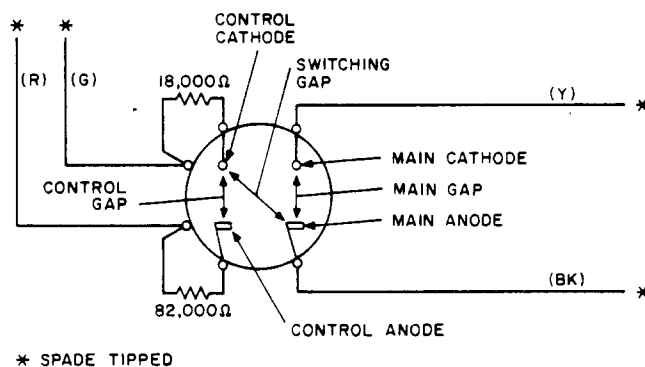 * *
CONTROL
CATHODE
SWITCHING
GAP
(R) (G)
18,000Ω
(Y)
*
MAIN CATHODE
CONTROL
GAP
MAIN GAP
MAIN ANODE
(BK)
*
82,000Ω
CONTROL ANODE
* SPADE TIPPED